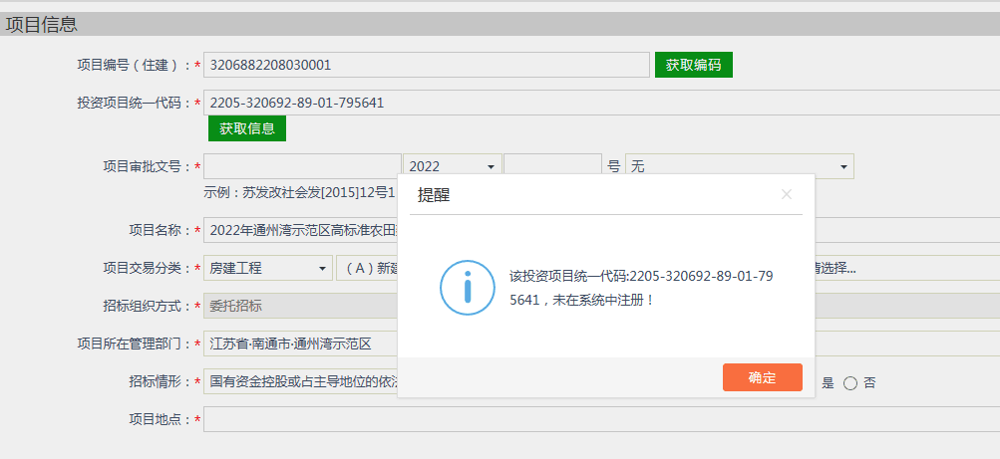 项目信息
项目编号（住建）：* 3206882208030001 获取编码
投资项目统一代码：* 2205-320692-89-01-795641
获取信息
项目审批文号：* 2022 号 无
示例：苏发改社会发[2015]12号1
提醒
项目名称：* 2022年通州湾示范区高标准农田
项目交易分类：* 房建工程 （A）新建 请选择...
该投资项目统一代码:2205-320692-89-01-79
5641，未在系统中注册！
招标组织方式：* 委托招标
项目所在管理部门：* 江苏省·南通市·通州湾示范区
招标情形：* 国有资金控股或占主导地位的依法 是 否
确定
项目地点：*